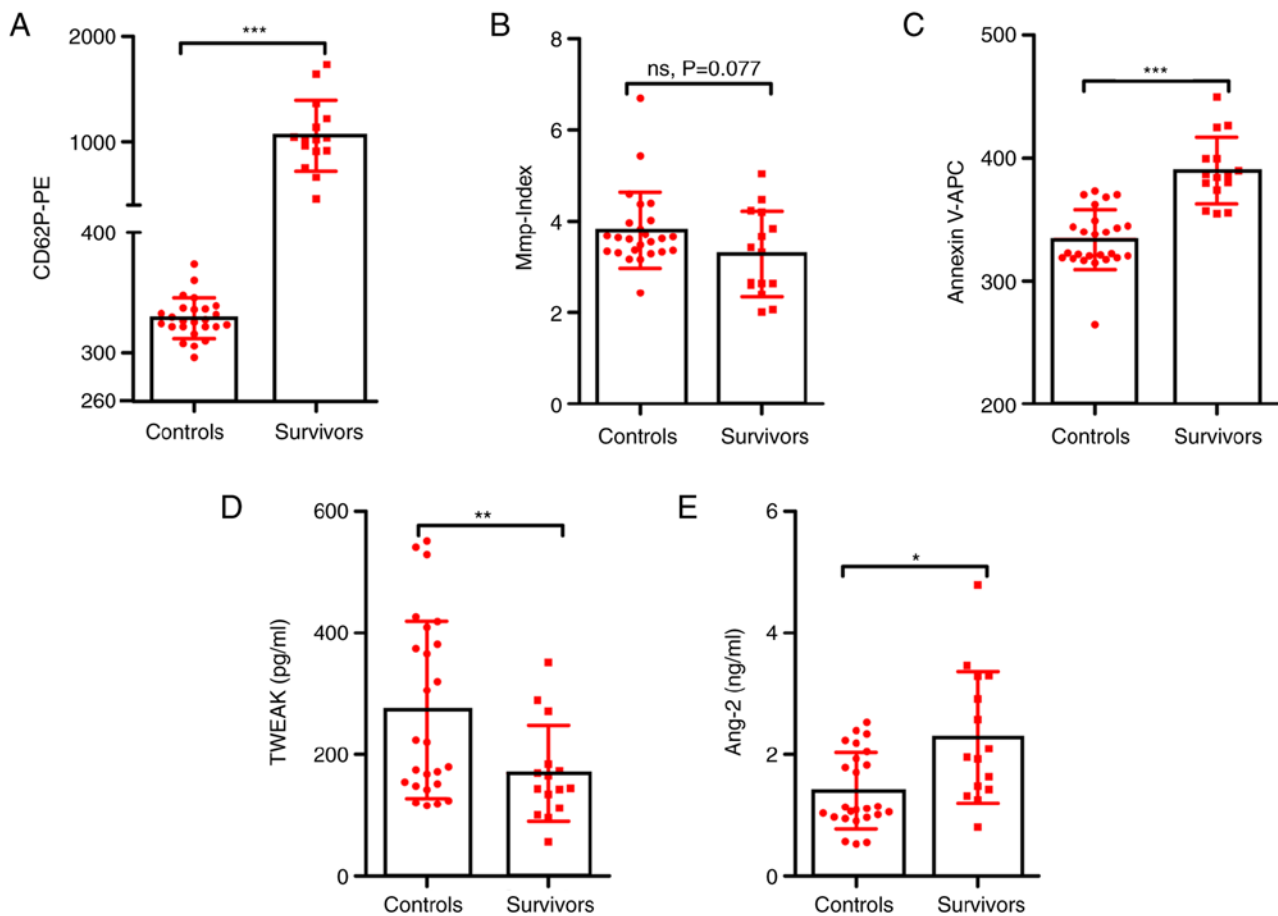 A
CD62P-PE
2000
1000
400
300
260
***
Controls
Survivors
B
Mmp-Index
8
6
4
2
0
ns, P=0.077
Controls
Survivors
C
Annexin V-APC
500
400
300
200
***
Controls
Survivors
D
TWEAK (pg/ml)
600
400
200
0
**
Controls
Survivors
E
Ang-2 (ng/ml)
6
4
2
0
*
Controls
Survivors